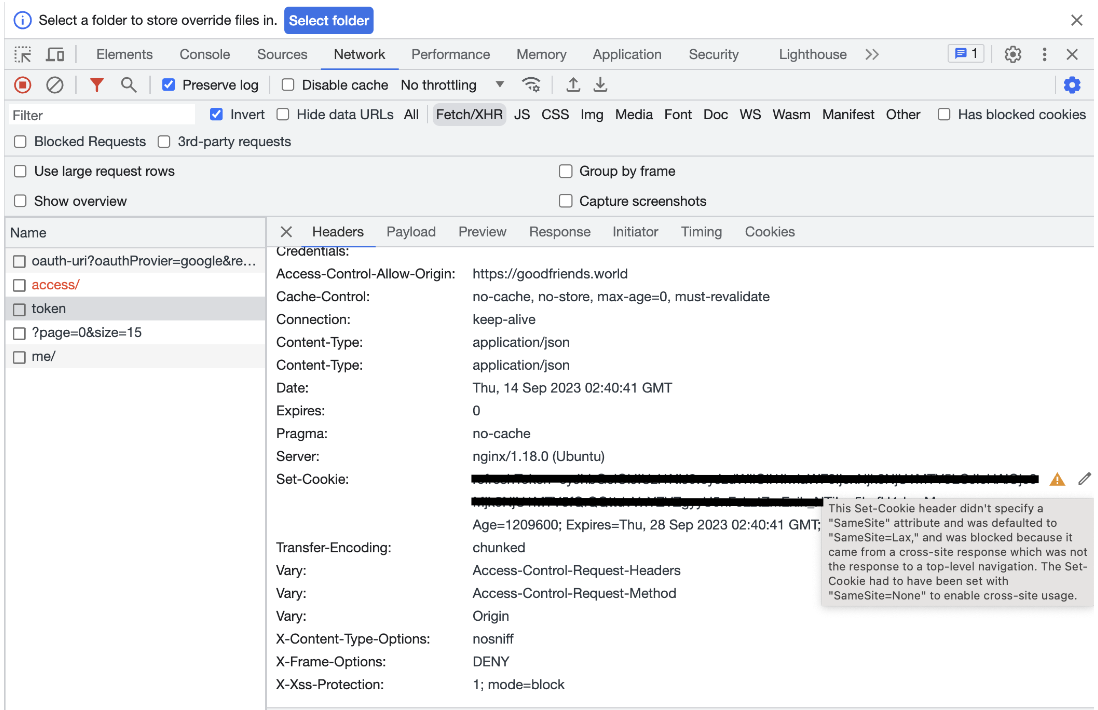 Select a folder to store override files in. Select folder
Elements Console Sources Network Performance Memory Application Security Lighthouse 1
Preserve log Disable cache No throttling
Filter Invert Hide data URLs All Fetch/XHR JS CSS Img Media Font Doc WS Wasm Manifest Other Has blocked cookies
Blocked Requests 3rd-party requests
Use large request rows Group by frame
Show overview Capture screenshots
Name
oauth-uri?oauthProvier=google&re...
access/
token
?page=0&size=15
me/
Headers Payload Preview Response Initiator Timing Cookies
Credentials:
Access-Control-Allow-Origin: https://goodfriends.world
Cache-Control: no-cache, no-store, max-age=0, must-revalidate
Connection: keep-alive
Content-Type: application/json
Content-Type: application/json
Date: Thu, 14 Sep 2023 02:40:41 GMT
Expires: 0
Pragma: no-cache
Server: nginx/1.18.0 (Ubuntu)
Set-Cookie:
Age=1209600; Expires=Thu, 28 Sep 2023 02:40:41 GMT;
Transfer-Encoding: chunked
Vary: Access-Control-Request-Headers
Vary: Access-Control-Request-Method
Vary: Origin
X-Content-Type-Options: nosniff
X-Frame-Options: DENY
X-Xss-Protection: 1; mode=block
This Set-Cookie header didn't specify a
"SameSite" attribute and was defaulted to
"SameSite=Lax," and was blocked because it
came from a cross-site response which was not
the response to a top-level navigation. The Set-
Cookie had to have been set with
"SameSite=None" to enable cross-site usage.